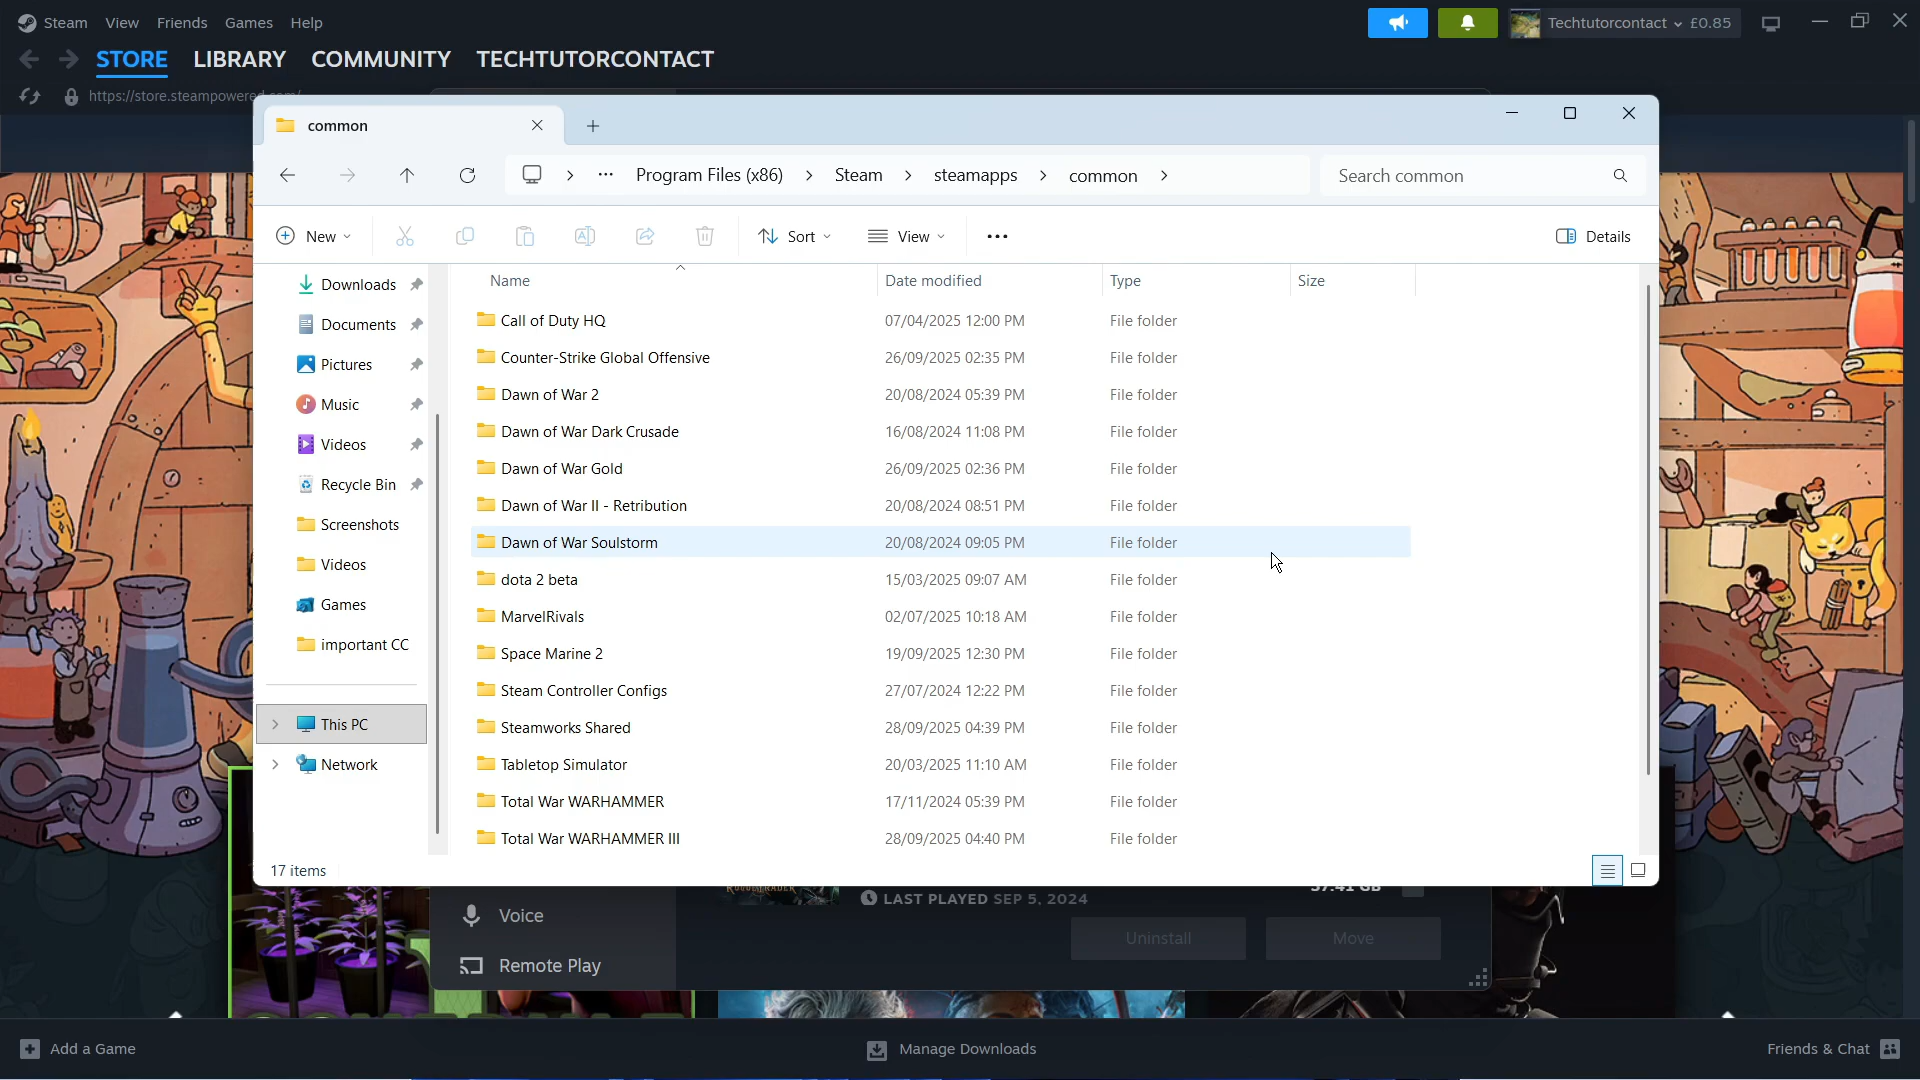 Steam View Friends Games Help
Techtutorcontact £0.85
STORE LIBRARY COMMUNITY TECHTUTORCONTACT
common
Program Files (x86) > Steam > steamapps > common >
Search common
New
Sort
View
Details
Downloads
Documents
Pictures
Music
Videos
Recycle Bin
Screenshots
Videos
Games
important CC
This PC
Network
Name Date modified Type Size
Call of Duty HQ 07/04/2025 12:00 PM File folder
Counter-Strike Global Offensive 26/09/2025 02:35 PM File folder
Dawn of War 2 20/08/2024 05:39 PM File folder
Dawn of War Dark Crusade 16/08/2024 11:08 PM File folder
Dawn of War Gold 26/09/2025 02:36 PM File folder
Dawn of War II - Retribution 20/08/2024 08:51 PM File folder
Dawn of War Soulstorm 20/08/2024 09:05 PM File folder
dota 2 beta 15/03/2025 09:07 AM File folder
MarvelRivals 02/07/2025 10:18 AM File folder
Space Marine 2 19/09/2025 12:30 PM File folder
Steam Controller Configs 27/07/2024 12:22 PM File folder
Steamworks Shared 28/09/2025 04:39 PM File folder
Tabletop Simulator 20/03/2025 11:10 AM File folder
Total War WARHAMMER 17/11/2024 05:39 PM File folder
Total War WARHAMMER III 28/09/2025 04:40 PM File folder
17 items
LAST PLAYED SEP 5, 2024
Voice
Uninstall
Move
Remote Play
Add a Game
Manage Downloads
Friends & Chat